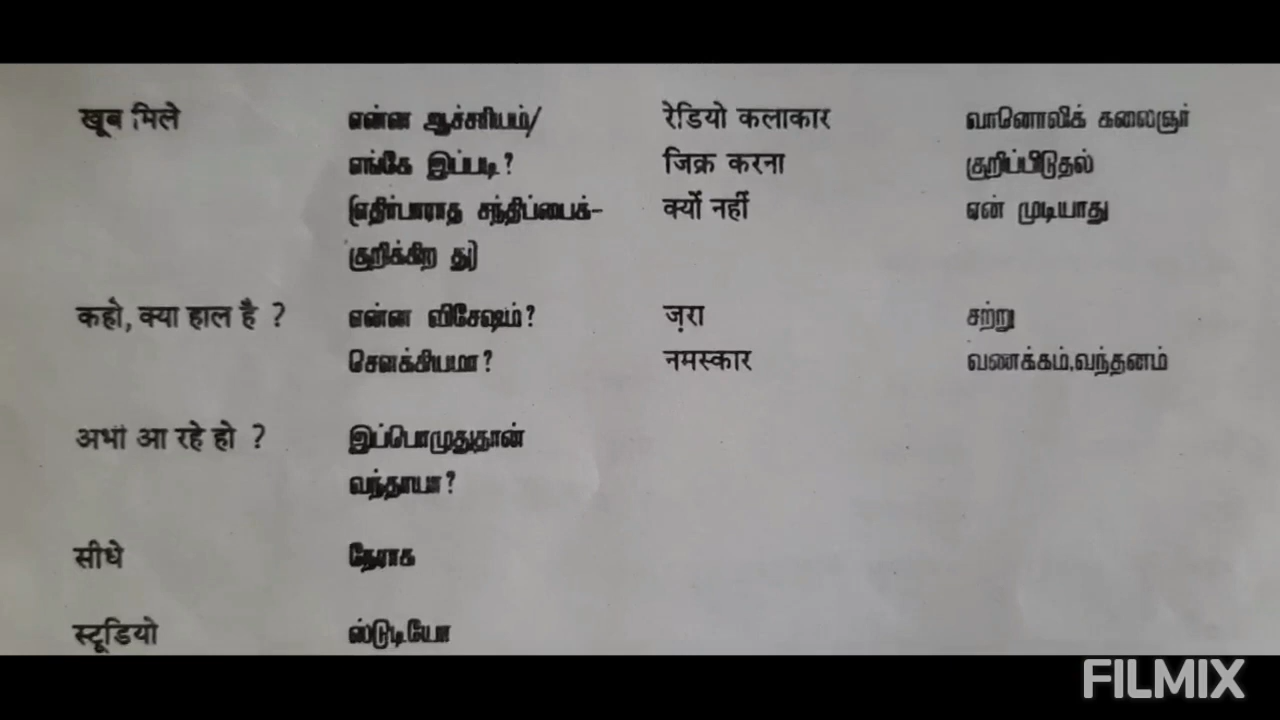 खूब मिले என்ன ஆச்சரியம்/ रेडियो कलाकार வானொலிக் கலைஞர்
எங்கே இப்படி? जिक्र करना குறிப்பீடுதல்
(எதிர்பாராத சந்திப்பைக்- क्यों नहीं ஏன் முடியாது
குறிக்கிற து)
कहो, क्या हाल है ? என்ன விசேஷம்? ज़रा சற்று
சௌக்கியமா? नमस्कार வணக்கம்,வந்தனம்
अभी आ रहे हो ? இப்பொழுதுதான்
வந்தாயா?
सीधे நேராக
स्टूडियो ஸ்டுடியோ
FILMIX